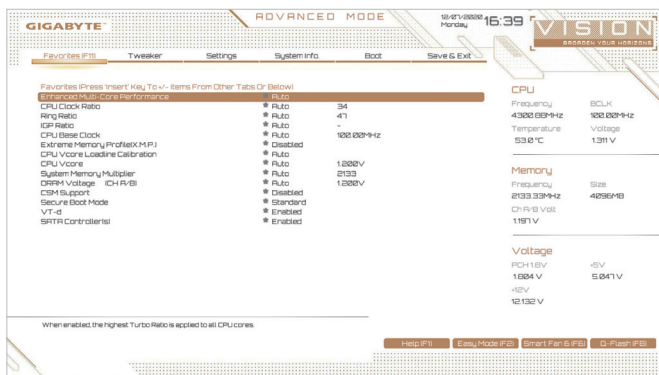 GIGABYTE™
ADVANCED MODE
12/07/2020
Monday
16:39
VISION
BROADEN YOUR HORIZONS
Favorites (F11)
Tweaker
Settings
System Info.
Boot
Save & Exit
Favorites (Press 'Insert' Key To +/- Items From Other Tabs Or Below)
Enhanced Multi-Core Performance Auto
CPU Clock Ratio Auto 34
Ring Ratio Auto 47
IGP Ratio Auto -
CPU Base Clock Auto 100.00MHz
Extreme Memory Profile(X.M.P.) Disabled
CPU Vcore Loadline Calibration Auto
CPU Vcore Auto 1.200V
System Memory Multiplier Auto 2133
DRAM Voltage (CH A/B) Auto 1.200V
CSM Support Disabled
Secure Boot Mode Standard
VT-d Enabled
SATA Controller(s) Enabled
CPU
Frequency BCLK
4300.88MHz 100.00MHz
Temperature Voltage
53.0 °C 1.311 V
Memory
Frequency Size
2133.33MHz 4096MB
Ch A/B Volt
1.197 V
Voltage
PCH 1.8V +5V
1.804 V 5.047 V
+12V
12.132 V
When enabled, the highest Turbo Ratio is applied to all CPU cores.
Help (F1)
Easy Mode (F2)
Smart Fan 6 (F6)
Q-Flash (F8)